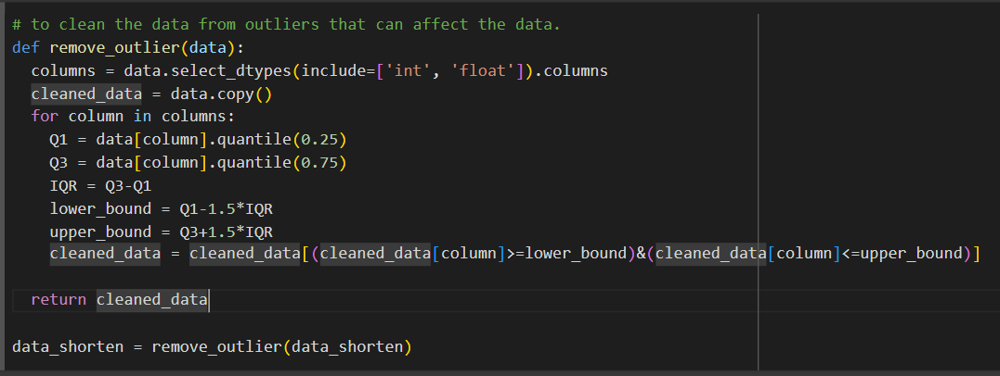 # to clean the data from outliers that can affect the data.
def remove_outlier(data):
  columns = data.select_dtypes(include=['int', 'float']).columns
  cleaned_data = data.copy()
  for column in columns:
    Q1 = data[column].quantile(0.25)
    Q3 = data[column].quantile(0.75)
    IQR = Q3-Q1
    lower_bound = Q1-1.5*IQR
    upper_bound = Q3+1.5*IQR
    cleaned_data = cleaned_data[(cleaned_data[column]>=lower_bound)&(cleaned_data[column]<=upper_bound)]
  return cleaned_data
data_shorten = remove_outlier(data_shorten)